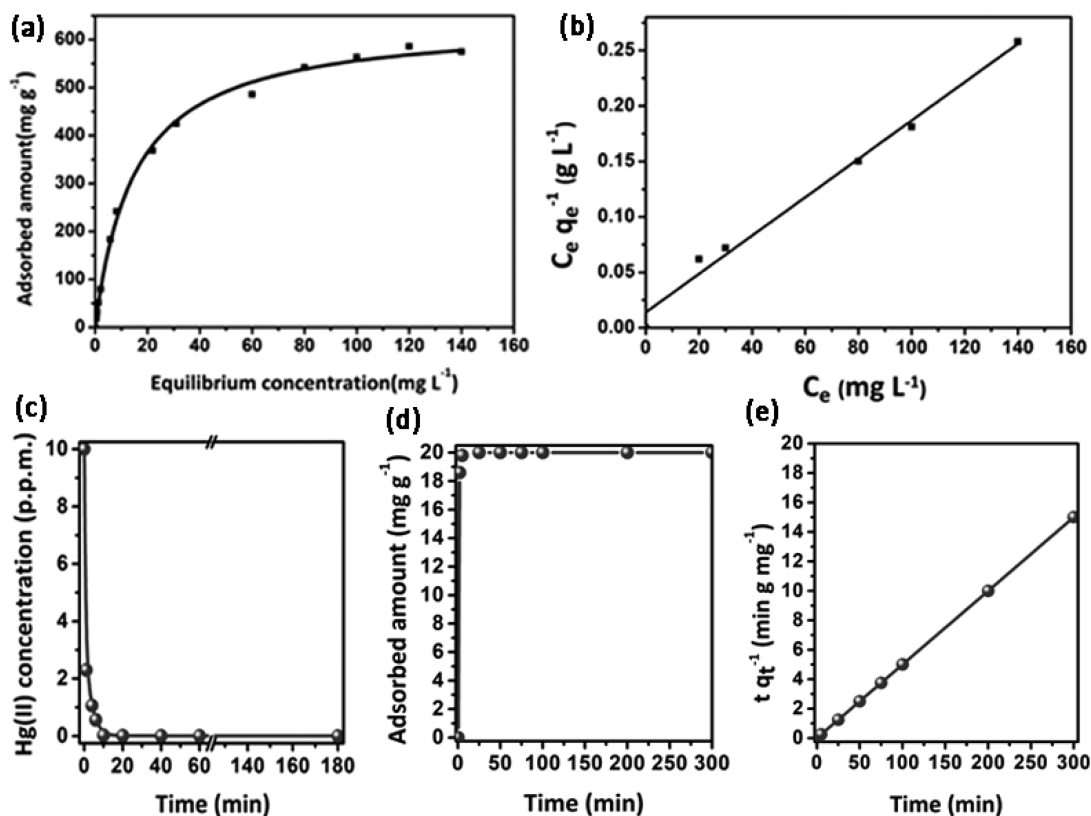 (a)
Adsorbed amount(mg g⁻¹)
600
500
400
300
200
100
0
0 20 40 60 80 100 120 140 160
Equilibrium concentration(mg L⁻¹)
(b)
Cₑ qₑ⁻¹ (g L⁻¹)
0.25
0.20
0.15
0.10
0.05
0.00
0 20 40 60 80 100 120 140 160
Cₑ (mg L⁻¹)
(c)
Hg(II) concentration (p.p.m.)
10
8
6
4
2
0
0 20 40 60 140 160 180
Time (min)
(d)
Adsorbed amount (mg g⁻¹)
20
18
16
14
12
10
8
6
4
2
0
0 50 100 150 200 250 300
Time (min)
(e)
t qt⁻¹ (min g mg⁻¹)
20
18
16
14
12
10
8
6
4
2
0
0 50 100 150 200 250 300
Time (min)